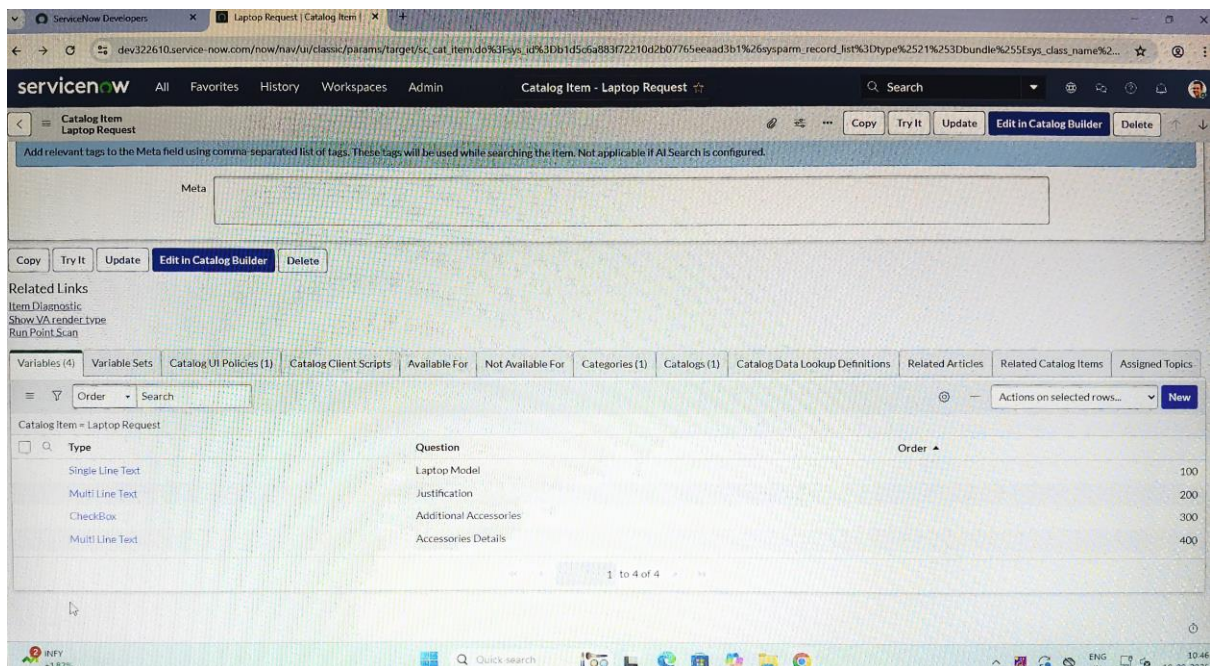 ServiceNow Developers
Laptop Request | Catalog Item |
dev322610.service-now.com/now/nav/ui/classic/params/target/sc_cat_item.do%3Fsys_id%3Db1d5c6a883f72210d2b07765eeaad3b1%26sysparm_record_list%3Dtype%2521%253Dbundle%255Esys_class_name%2...
servicenow All Favorites History Workspaces Admin Catalog Item - Laptop Request Search
Catalog Item
Laptop Request
Copy Try It Update Edit in Catalog Builder Delete
Add relevant tags to the Meta field using comma-separated list of tags. These tags will be used while searching the item. Not applicable if AI Search is configured.
Meta
Copy Try It Update Edit in Catalog Builder Delete
Related Links
Item Diagnostic
Show VA render type
Run Point Scan
Variables (4) Variable Sets Catalog UI Policies (1) Catalog Client Scripts Available For Not Available For Categories (1) Catalogs (1) Catalog Data Lookup Definitions Related Articles Related Catalog Items Assigned Topics
Order Search Actions on selected rows... New
Catalog Item = Laptop Request
Type Question Order
Single Line Text Laptop Model 100
Multi Line Text Justification 200
CheckBox Additional Accessories 300
Multi Line Text Accessories Details 400
1 to 4 of 4
2 INFY
Quick search
ENG
10:46